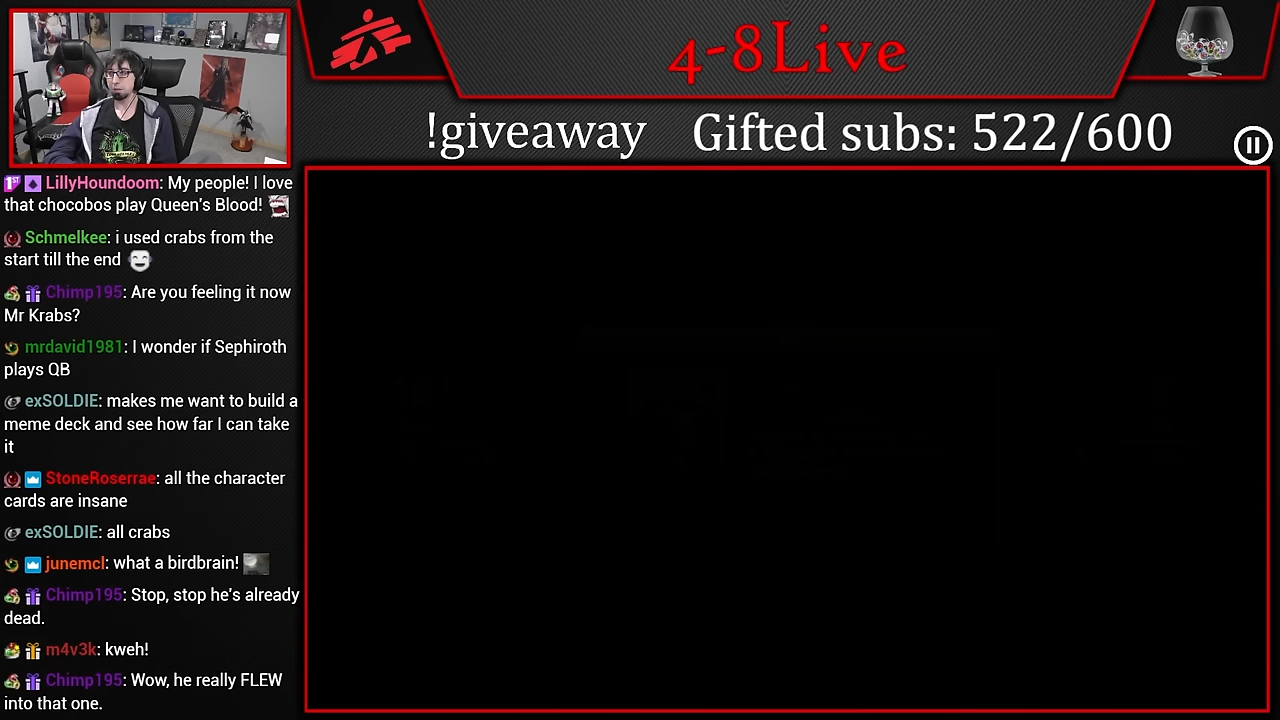 4-8Live
!giveaway Gifted subs: 522/600
LillyHoundoom: My people! I love
that chocobos play Queen's Blood!
Schmelkee: i used crabs from the
start till the end
Chimp195: Are you feeling it now
Mr Krabs?
mrdavid1981: I wonder if Sephiroth
plays QB
exSOLDIE: makes me want to build a
meme deck and see how far I can take
it
StoneRoserrae: all the character
cards are insane
exSOLDIE: all crabs
junemcl: what a birdbrain!
Chimp195: Stop, stop he's already
dead.
m4v3k: kweh!
Chimp195: Wow, he really FLEW
into that one.